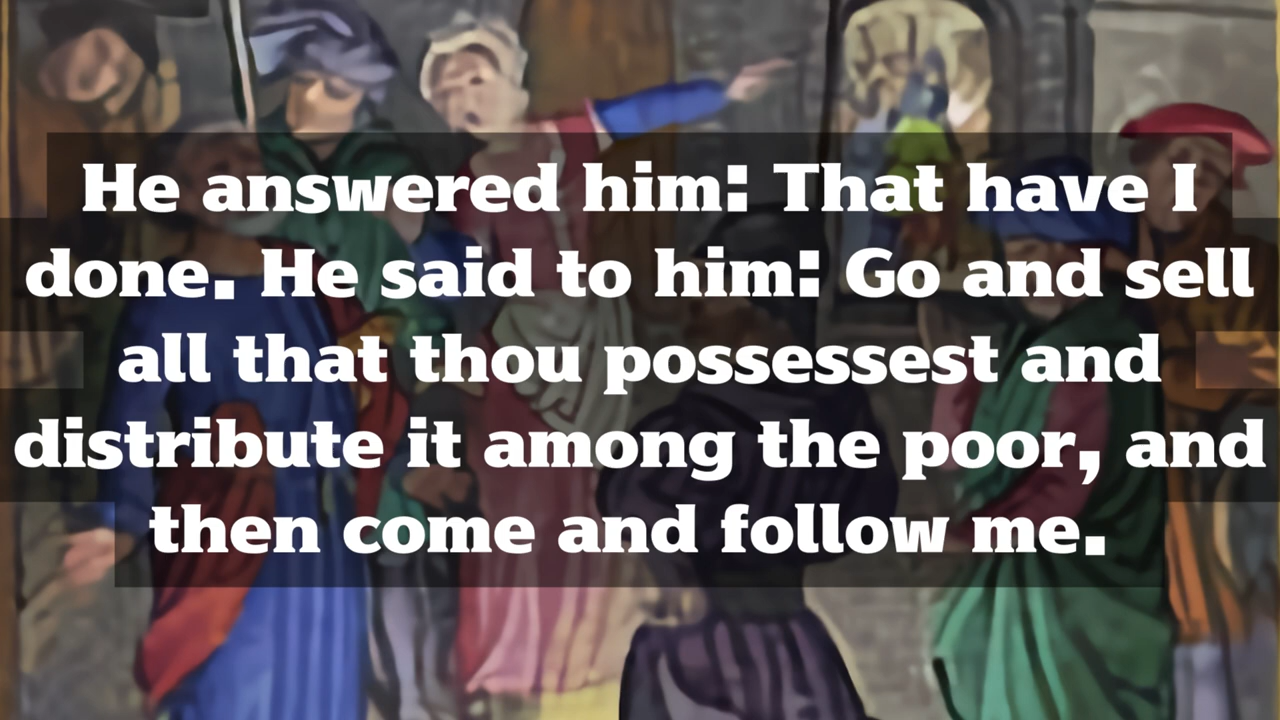 He answered him: That have I
done. He said to him: Go and sell
all that thou possessest and
distribute it among the poor, and
then come and follow me.